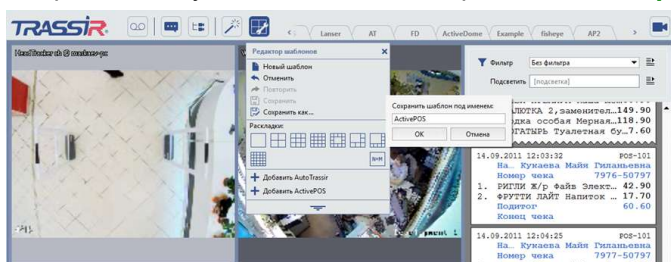 TRASSIR
Lanser
AT
FD
ActiveDome
Example
fisheye
AP2
Редактор шаблонов
Новый шаблон
Отменить
Повторить
Сохранить
Сохранить как...
Раскладки:
N×M
Добавить AutoTrassir
Добавить ActivePOS
Сохранить шаблон под именем:
ActivePOS
OK
Отмена
Фильтр Без фильтра
Подсветить [подсветка]
2,заменител…149.90
особая Мерная…118.90
Туалетная бу…7.60
14.09.2011 12:03:32 POS-101
На… Кукаева Майя Гиланьевна
Номер чека 7976-50797
1. РИГЛИ Ж/р Файв Элект… 42.90
2. ФРУТТИ ЛАЙТ Напиток … 17.70
Подитог 60.60
Конец чека
14.09.2011 12:04:25 POS-101
На… Кукаева Майя Гиланьевна
Номер чека 7977-50797